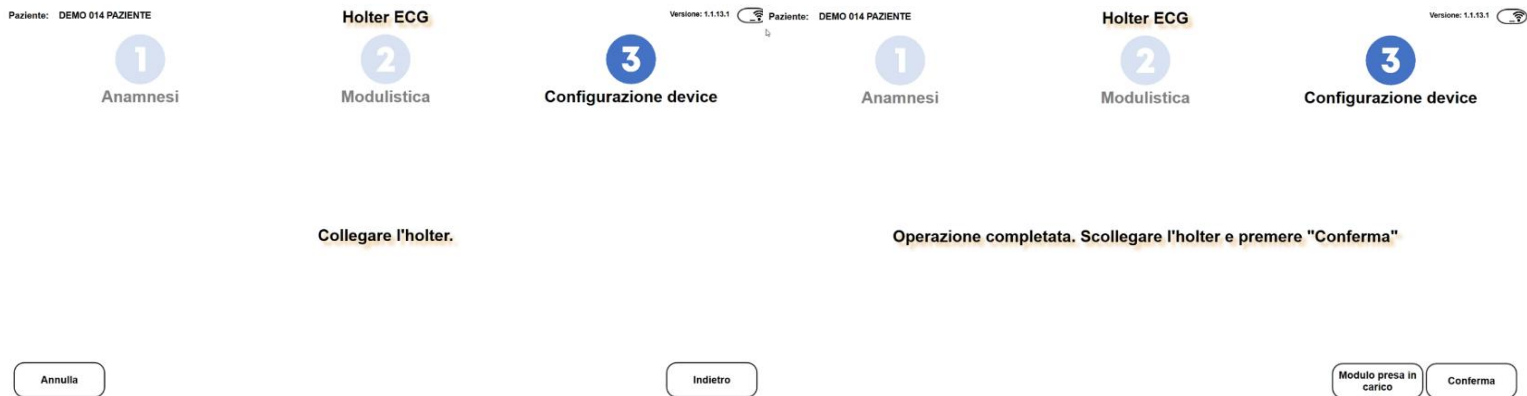 Paziente: DEMO 014 PAZIENTE
Holter ECG
Versione: 1.1.13.1
1
2
3
Anamnesi
Modulistica
Configurazione device
Collegare l'holter.
Annulla
Indietro
Paziente: DEMO 014 PAZIENTE
Holter ECG
Versione: 1.1.13.1
1
2
3
Anamnesi
Modulistica
Configurazione device
Operazione completata. Scollegare l'holter e premere "Conferma"
Modulo presa in
carico
Conferma